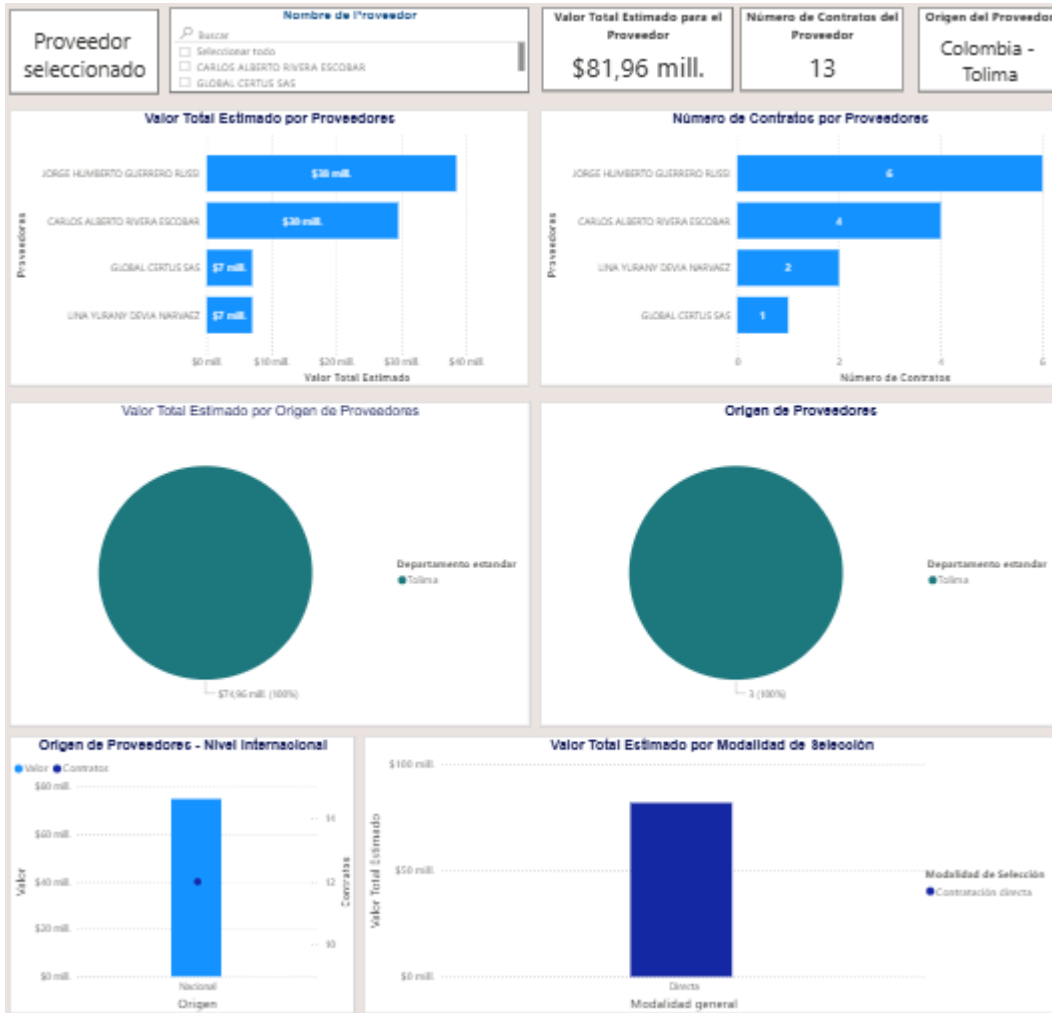 Proveedor
seleccionado
Nombre de Proveedor
Buscar
Seleccionar todo
CARLOS ALBERTO RIVERA ESCOBAR
GLOBAL CERTUS SAS
Valor Total Estimado para el
Proveedor
$81,96 mill.
Número de Contratos del
Proveedor
13
Origen del Proveedor
Colombia -
Tolima
Valor Total Estimado por Proveedores
Proveedores
JORGE HUMBERTO GUERRERO RUSSI
$38 mill.
CARLOS ALBERTO RIVERA ESCOBAR
$30 mill.
GLOBAL CERTUS SAS
$7 mill.
LINA YURANY DEVIA NARVAEZ
$7 mill.
$0 mill. $10 mill. $20 mill. $30 mill. $40 mill.
Valor Total Estimado
Número de Contratos por Proveedores
Proveedores
JORGE HUMBERTO GUERRERO RUSSI
6
CARLOS ALBERTO RIVERA ESCOBAR
4
LINA YURANY DEVIA NARVAEZ
2
GLOBAL CERTUS SAS
1
0 2 4 6
Número de Contratos
Valor Total Estimado por Origen de Proveedores
Departamento estandar
Tolima
$74,96 mill. (100%)
Origen de Proveedores
Departamento estandar
Tolima
3 (100%)
Origen de Proveedores - Nivel Internacional
Valor Contratos
$80 mill.
$60 mill.
$40 mill.
$20 mill.
$0 mill.
Valor
14
12
10
Contratos
Nacional
Origen
Valor Total Estimado por Modalidad de Selección
$100 mill.
$50 mill.
$0 mill.
Valor Total Estimado
Directa
Modalidad general
Modalidad de Selección
Contratación directa